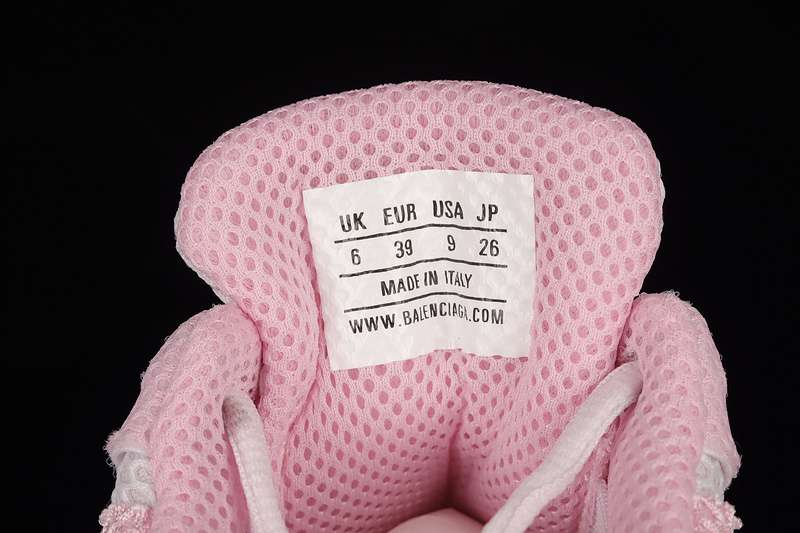 UK EUR USA JP
6 39 9 26
MADE IN ITALY
WWW.BALENCIAGA.COM